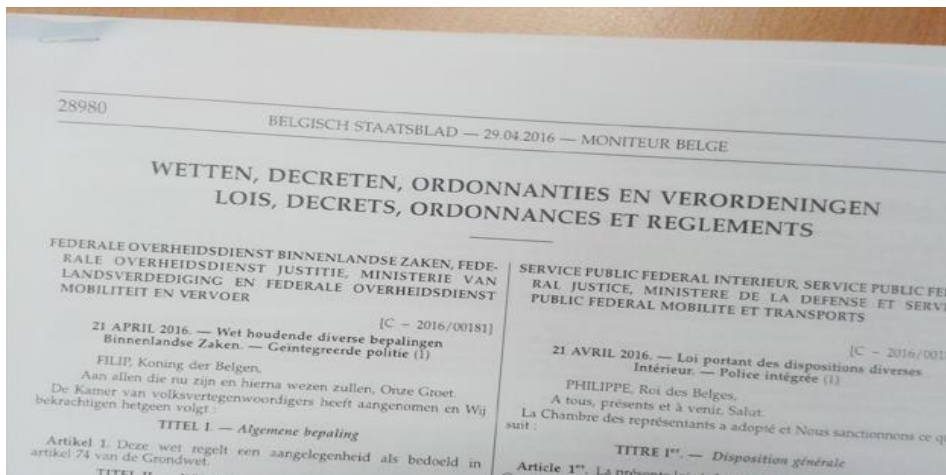 28980
BELGISCH STAATSBLAD — 29.04.2016 — MONITEUR BELGE
WETTEN, DECRETEN, ORDONNANTIES EN VERORDENINGEN
LOIS, DECRETS, ORDONNANCES ET REGLEMENTS
FEDERALE OVERHEIDSDIENST BINNENLANDSE ZAKEN, FEDE-
RALE OVERHEIDSDIENST JUSTITIE, MINISTERIE VAN
LANDSVERDEDIGING EN FEDERALE OVERHEIDSDIENST
MOBILITEIT EN VERVOER
[C − 2016/00181]
21 APRIL 2016. — Wet houdende diverse bepalingen
Binnenlandse Zaken. — Geïntegreerde politie (1)
FILIP, Koning der Belgen,
Aan allen die nu zijn en hierna wezen zullen, Onze Groet.
De Kamer van volksvertegenwoordigers heeft aangenomen en Wij
bekrachtigen hetgeen volgt :
TITEL I. — Algemene bepaling
Artikel 1. Deze wet regelt een aangelegenheid als bedoeld in
artikel 74 van de Grondwet.
SERVICE PUBLIC FEDERAL INTERIEUR, SERVICE PUBLIC FE
RAL JUSTICE, MINISTERE DE LA DEFENSE ET SERV
PUBLIC FEDERAL MOBILITE ET TRANSPORTS
[C − 2016/001
21 AVRIL 2016. — Loi portant des dispositions diverses
Intérieur. — Police intégrée (1)
PHILIPPE, Roi des Belges,
A tous, présents et à venir, Salut.
La Chambre des représentants a adopté et Nous sanctionnons ce qu
suit :
TITRE Ier. — Disposition générale
Article 1er. La présente